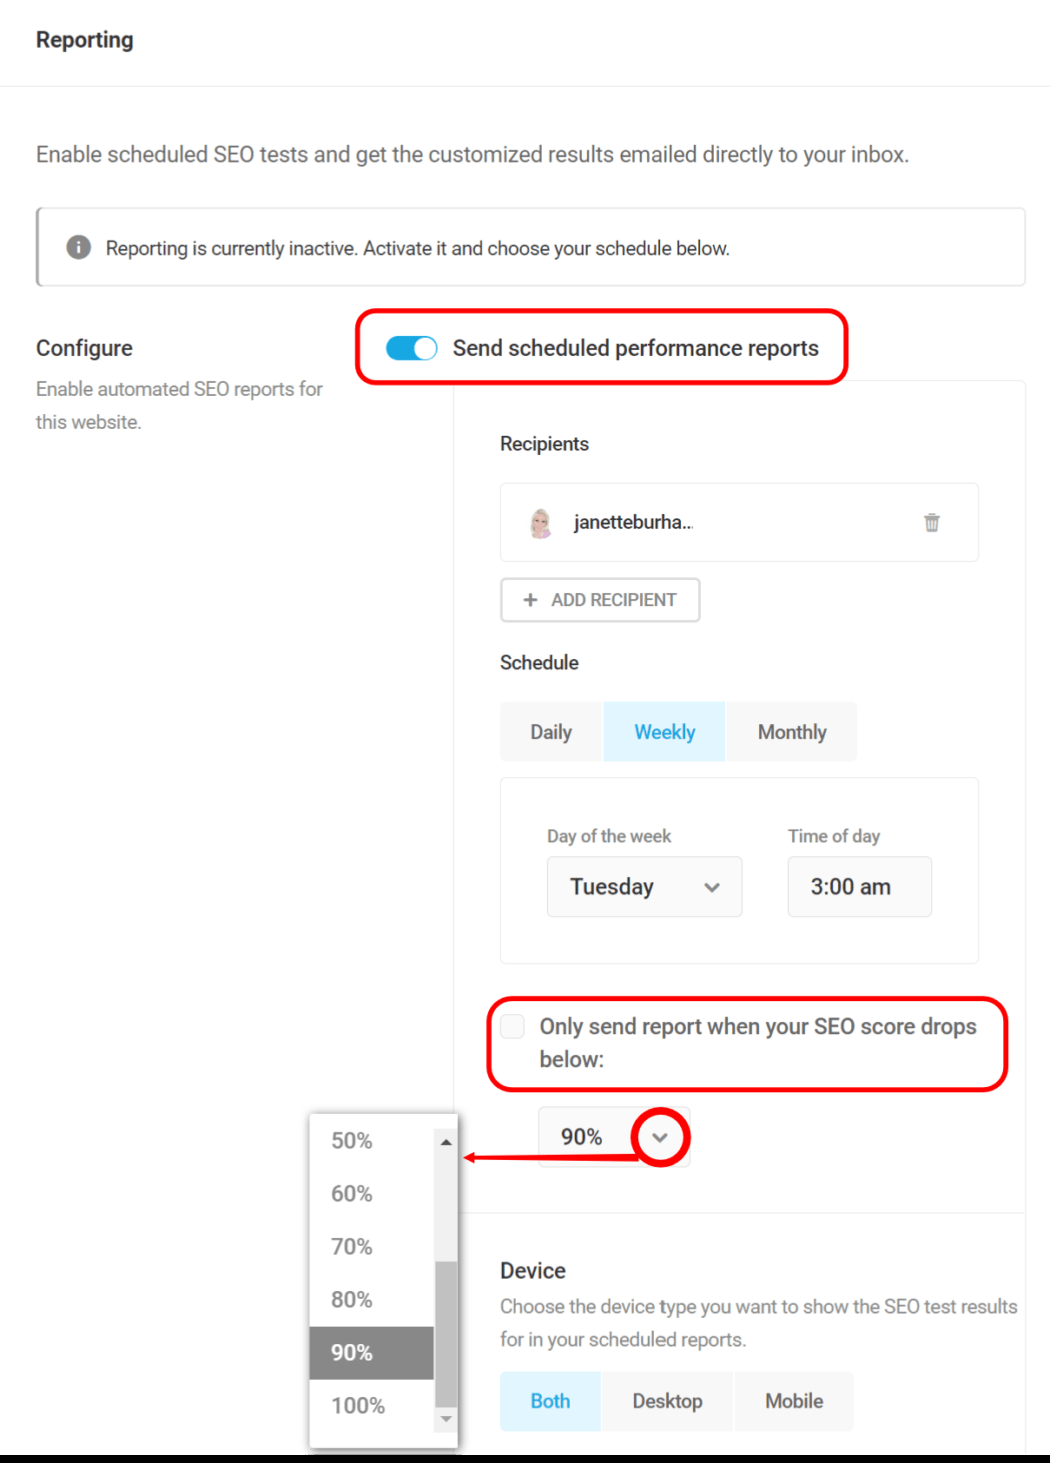 Reporting
Enable scheduled SEO tests and get the customized results emailed directly to your inbox.
Reporting is currently inactive. Activate it and choose your schedule below.
Configure
Enable automated SEO reports for
this website.
Send scheduled performance reports
Recipients
janetteburha...
+ ADD RECIPIENT
Schedule
Daily
Weekly
Monthly
Day of the week
Time of day
Tuesday
3:00 am
Only send report when your SEO score drops
below:
90%
50%
60%
70%
80%
90%
100%
Device
Choose the device type you want to show the SEO test results
for in your scheduled reports.
Both
Desktop
Mobile